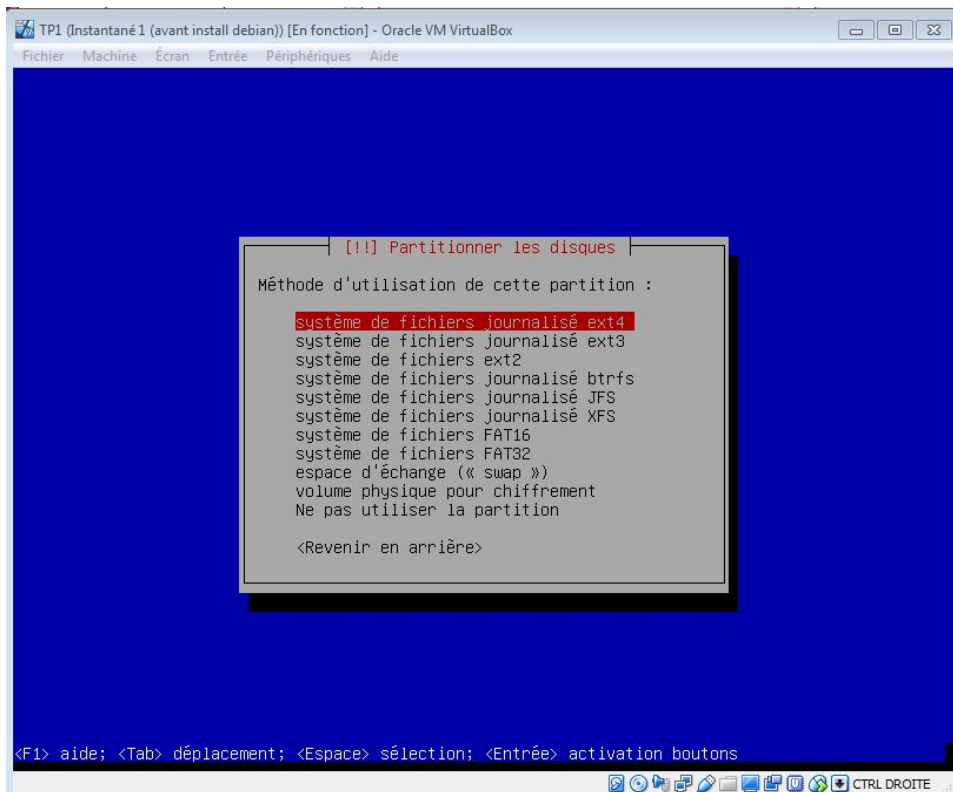 TP1 (Instantané 1 (avant install debian)) [En fonction] - Oracle VM VirtualBox
Fichier Machine Écran Entrée Périphériques Aide
[!!] Partitionner les disques
Méthode d'utilisation de cette partition :
système de fichiers journalisé ext4
système de fichiers journalisé ext3
système de fichiers ext2
système de fichiers journalisé btrfs
système de fichiers journalisé JFS
système de fichiers journalisé XFS
système de fichiers FAT16
système de fichiers FAT32
espace d'échange (« swap »)
volume physique pour chiffrement
Ne pas utiliser la partition
<Revenir en arrière>
<F1> aide; <Tab> déplacement; <Espace> sélection; <Entrée> activation boutons
CTRL DROITE